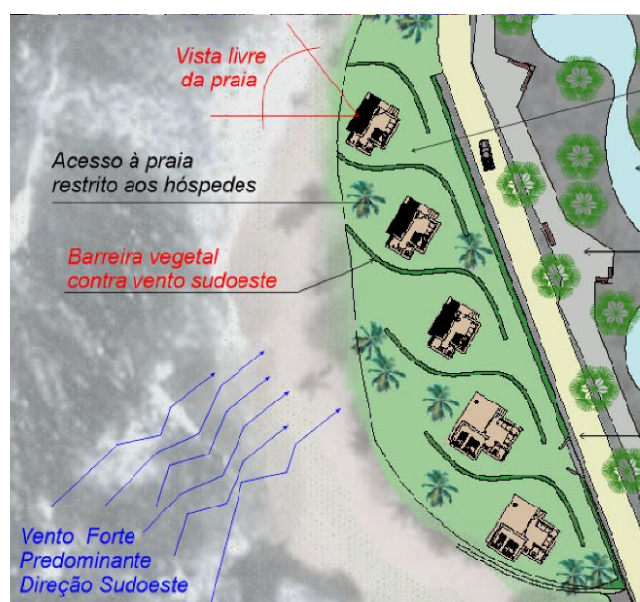 Vista livre
da praia
Acesso à praia
restrito aos hóspedes
Barreira vegetal
contra vento sudoeste
Vento Forte
Predominante
Direção Sudoeste